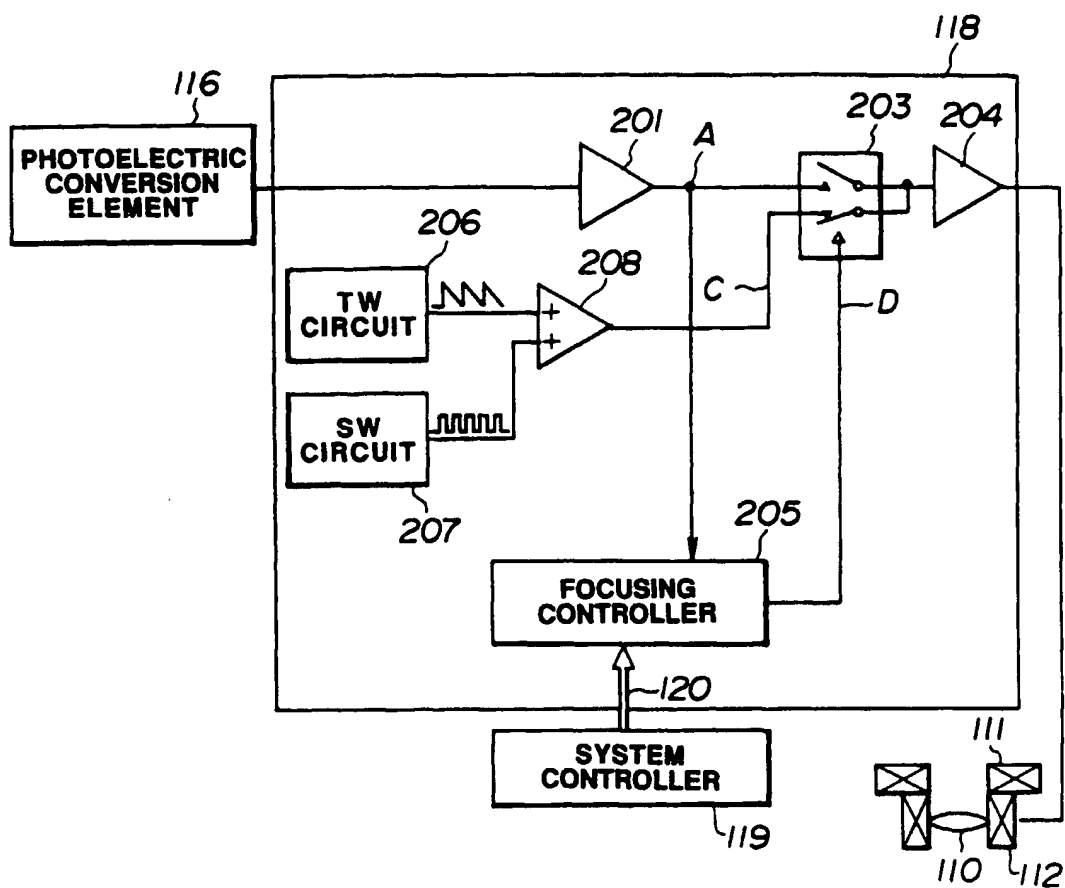 118
116
PHOTOELECTRIC
CONVERSION
ELEMENT
201
A
203
204
206
TW
CIRCUIT
208
+
+
C
D
SW
CIRCUIT
207
205
FOCUSING
CONTROLLER
120
SYSTEM
CONTROLLER
119
111
110
112